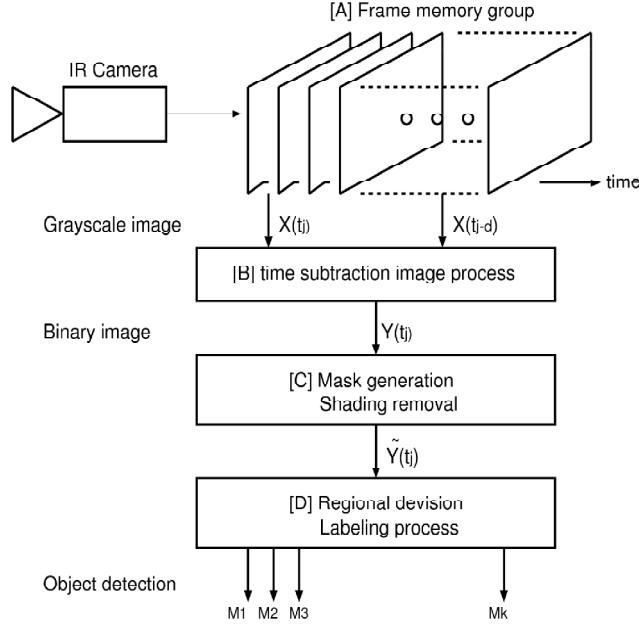 [A] Frame memory group
IR Camera
time
Grayscale image
X(tj)
X(tj-d)
[B] time subtraction image process
Binary image
Y(tj)
[C] Mask generation
Shading removal
Ỹ(tj)
[D] Regional devision
Labeling process
Object detection
M1 M2 M3 Mk